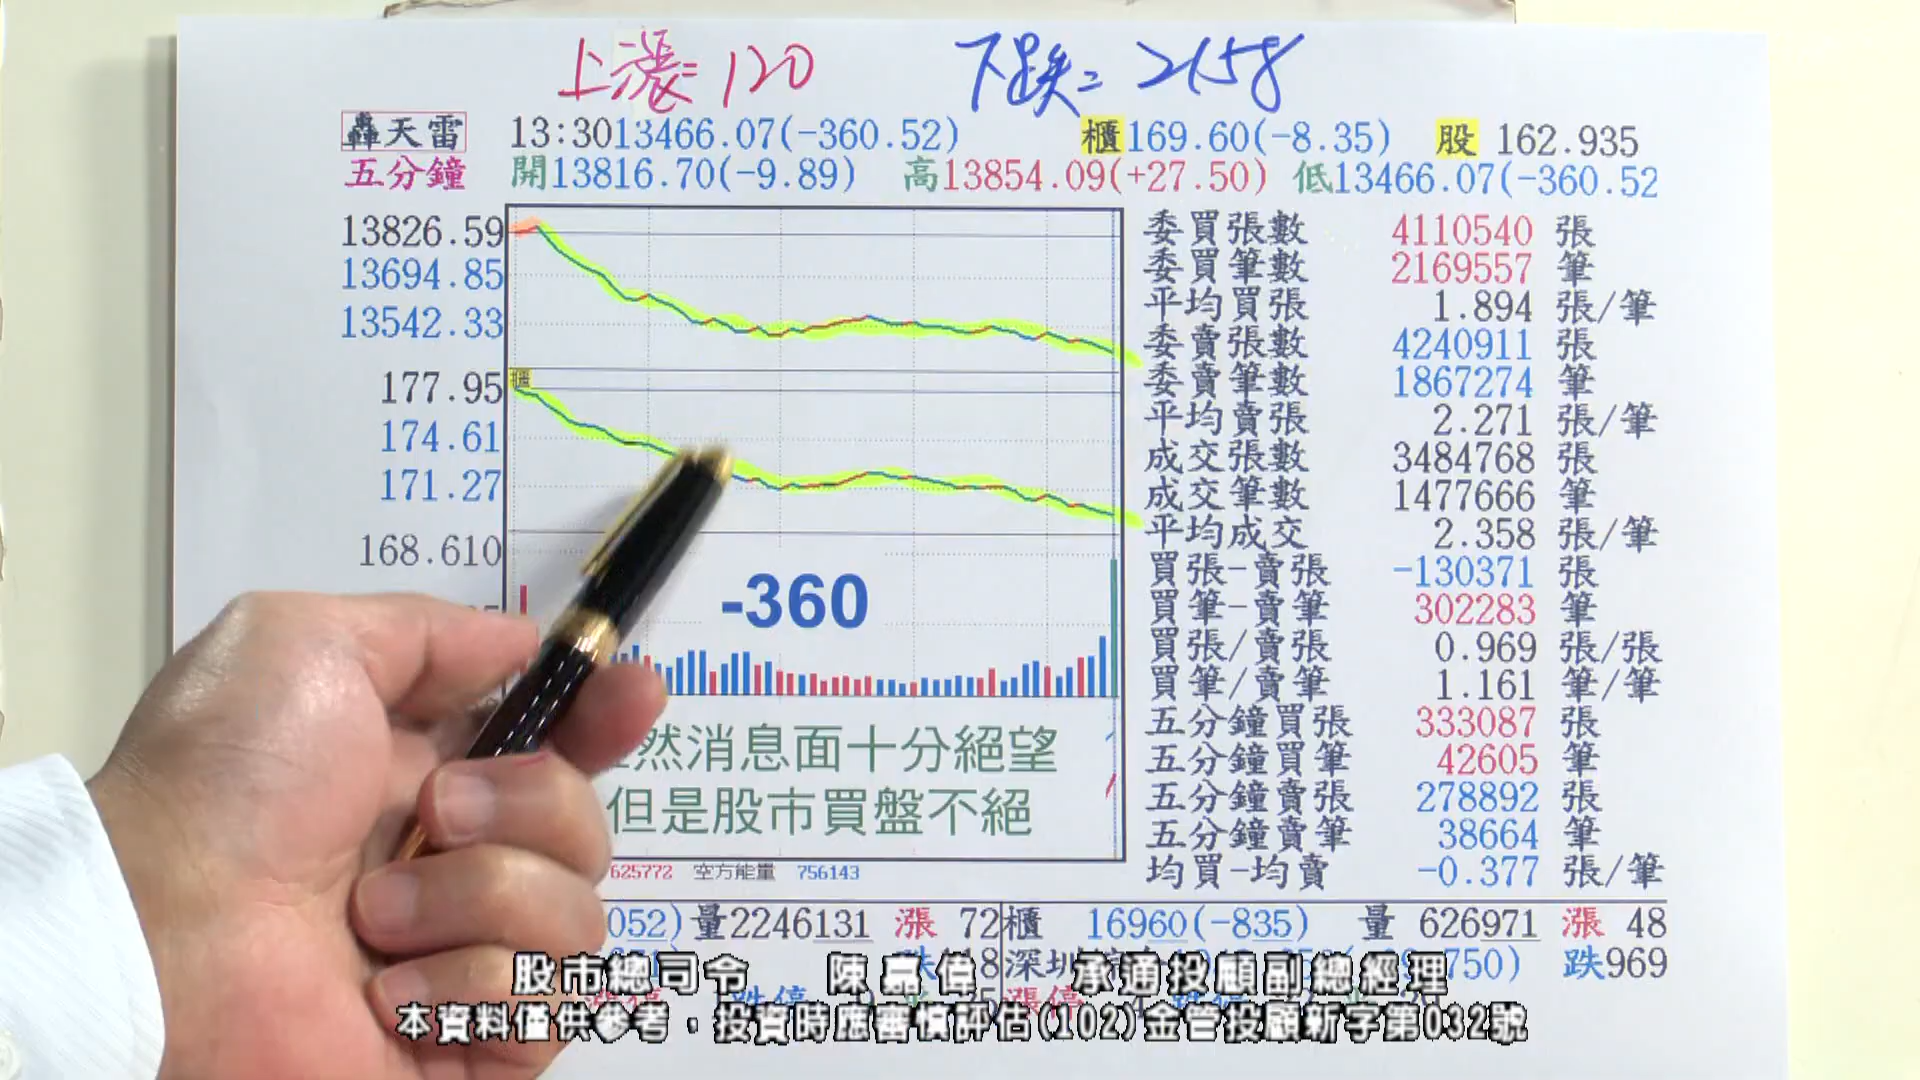 上漲=120 下跌=2158
轟天雷 13:30 13466.07(-360.52) 櫃 169.60(-8.35) 股 162.935
五分鐘 開13816.70(-9.89) 高13854.09(+27.50) 低13466.07(-360.52
13826.59
13694.85
13542.33
櫃
177.95
174.61
171.27
168.610
-360
然消息面十分絕望
但是股市買盤不絕
625772 空方能量 756143
委買張數 4110540 張
委買筆數 2169557 筆
平均買張 1.894 張/筆
委賣張數 4240911 張
委賣筆數 1867274 筆
平均賣張 2.271 張/筆
成交張數 3484768 張
成交筆數 1477666 筆
平均成交 2.358 張/筆
買張-賣張 -130371 張
買筆-賣筆 302283 筆
買張/賣張 0.969 張/張
買筆/賣筆 1.161 筆/筆
五分鐘買張 333087 張
五分鐘買筆 42605 筆
五分鐘賣張 278892 張
五分鐘賣筆 38664 筆
均買-均賣 -0.377 張/筆
052) 量2246131 漲 72 櫃 16960(-835) 量 626971 漲 48
深圳 750) 跌969
股市總司令 陳嘉偉 承通投顧副總經理
本資料僅供參考，投資時應審慎評估(102)金管投顧新字第032號